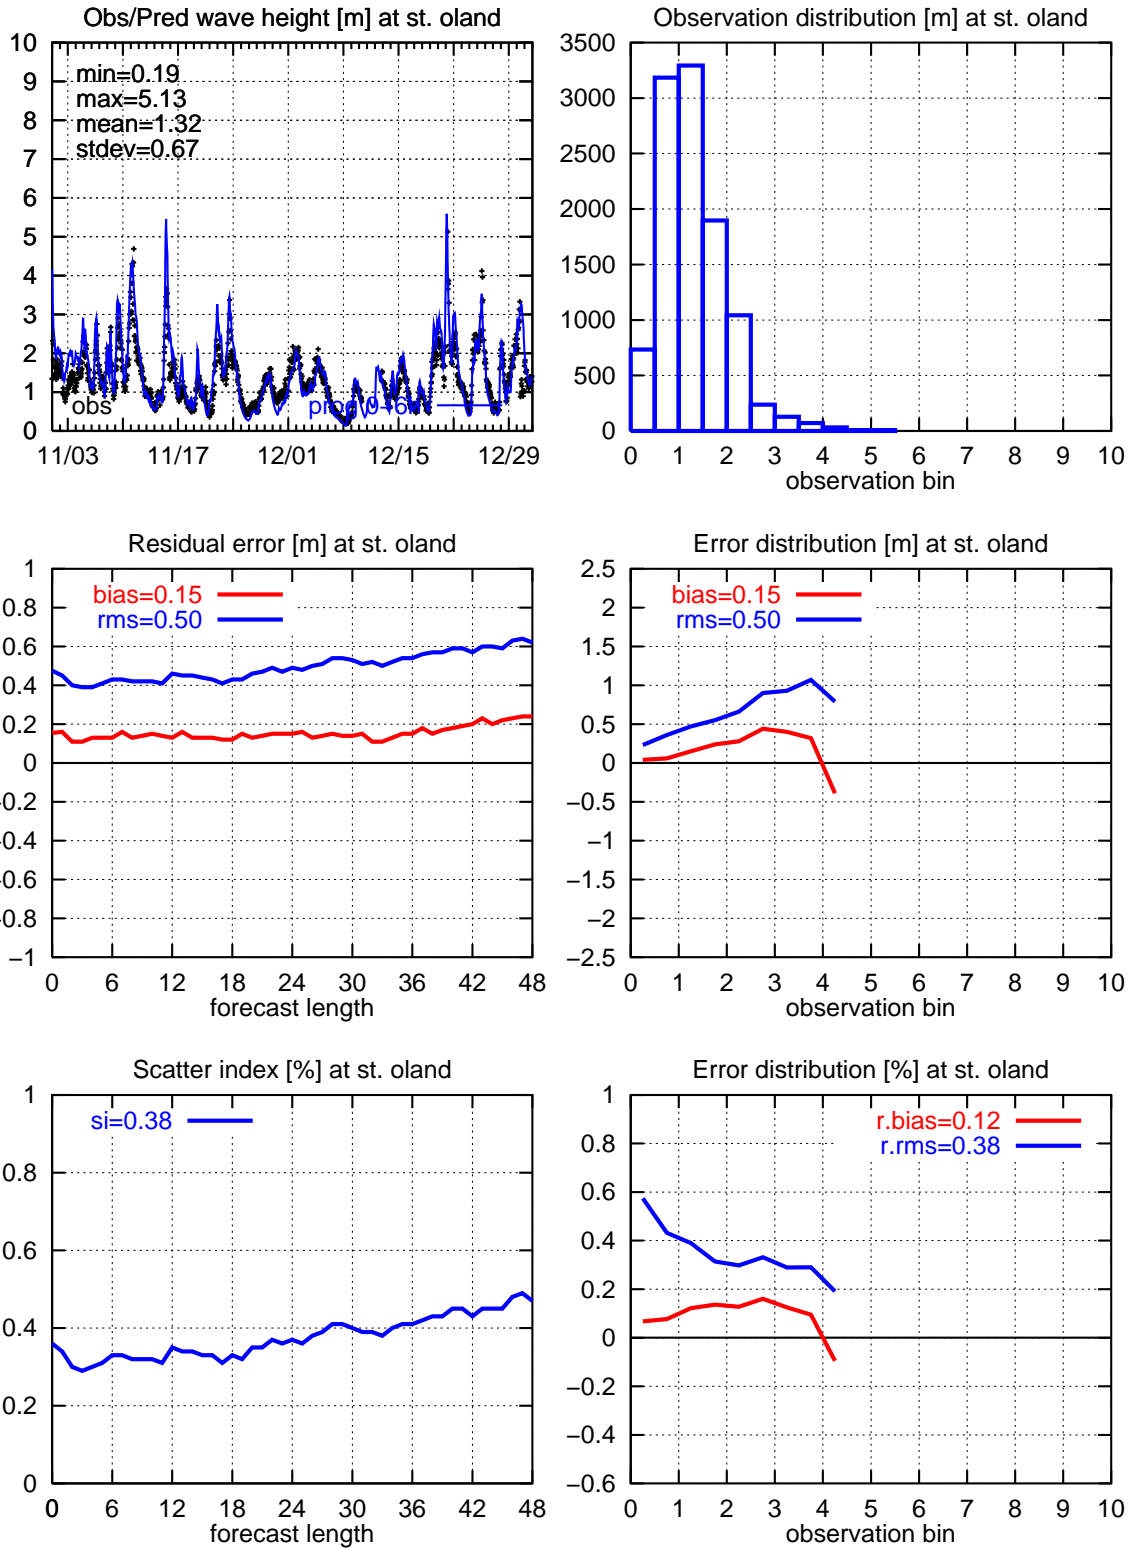 Obs/Pred wave height [m] at st. oland
10
9
8
7
6
5
4
3
2
1
0
min=0.19
max=5.13
mean=1.32
stdev=0.67
obs
11/03 11/17 12/01 12/15 12/29
Observation distribution [m] at st. oland
3500
3000
2500
2000
1500
1000
500
0
0 1 2 3 4 5 6 7 8 9 10
observation bin
Residual error [m] at st. oland
1
0.8
0.6
0.4
0.2
0
0.2
0.4
0.6
0.8
−1
bias=0.15
rms=0.50
0 6 12 18 24 30 36 42 48
forecast length
Error distribution [m] at st. oland
2.5
2
1.5
1
0.5
0
−0.5
−1
−1.5
−2
−2.5
bias=0.15
rms=0.50
0 1 2 3 4 5 6 7 8 9 10
observation bin
Scatter index [%] at st. oland
1
0.8
0.6
0.4
0.2
0
si=0.38
0 6 12 18 24 30 36 42 48
forecast length
Error distribution [%] at st. oland
1
0.8
0.6
0.4
0.2
0
−0.2
−0.4
−0.6
r.bias=0.12
r.rms=0.38
0 1 2 3 4 5 6 7 8 9 10
observation bin